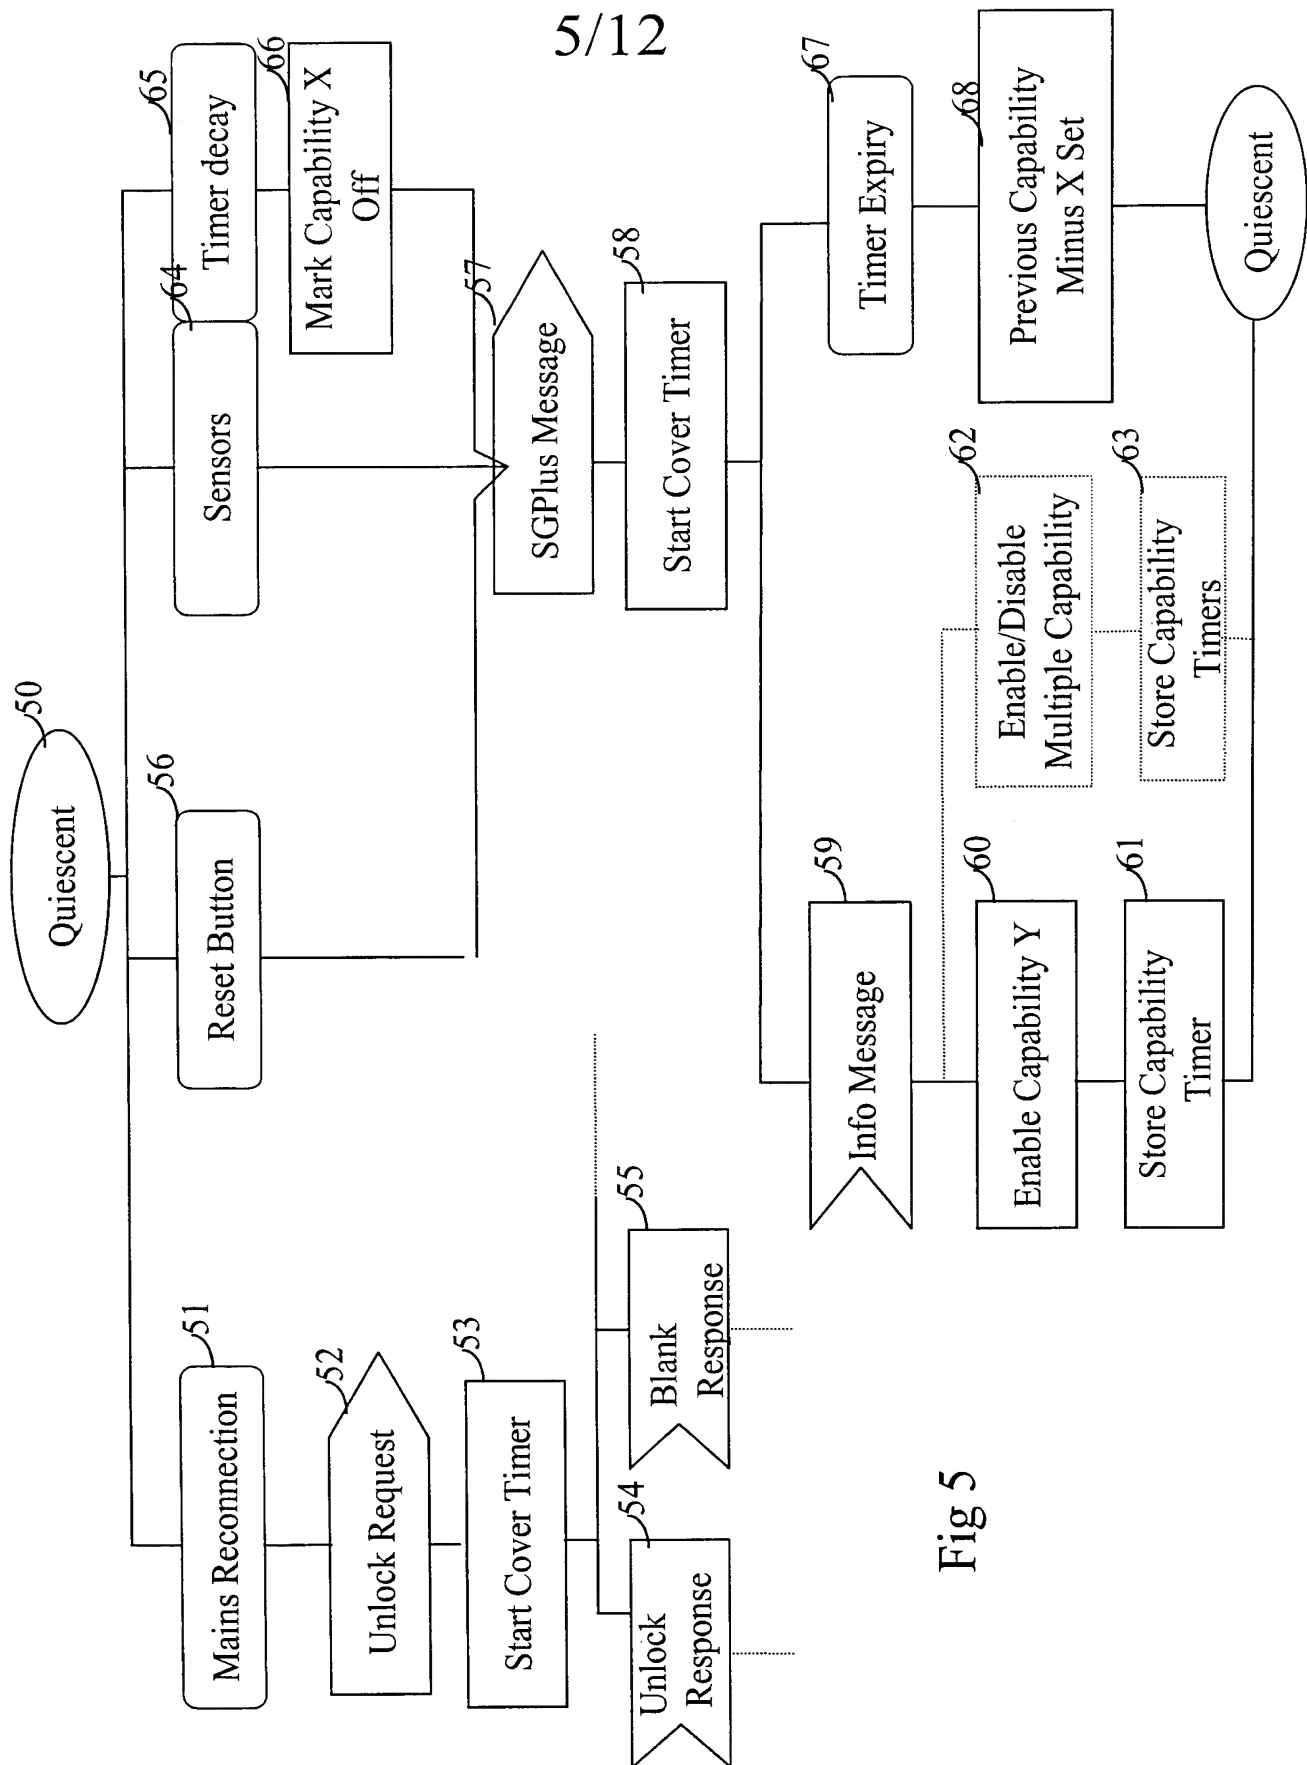 5/12
50
Quiescent
51
Mains Reconnection
52
Unlock Request
53
Start Cover Timer
54
Unlock
Response
55
Blank
Response
56
Reset Button
64
Sensors
65
Timer decay
66
Mark Capability X
Off
57
SGPlus Message
58
Start Cover Timer
59
Info Message
60
Enable Capability Y
61
Store Capability
Timer
62
Enable/Disable
Multiple Capability
63
Store Capability
Timers
67
Timer Expiry
68
Previous Capability
Minus X Set
Quiescent
Fig 5